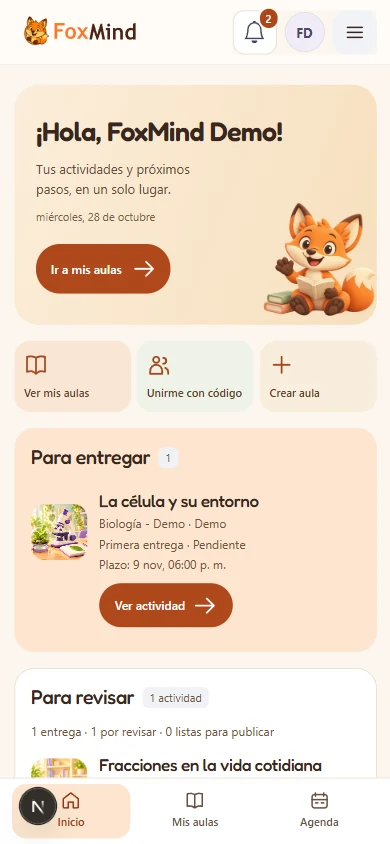 FoxMind
2
FD
¡Hola, FoxMind Demo!
Tus actividades y próximos
pasos, en un solo lugar.
miércoles, 28 de octubre
Ir a mis aulas
Ver mis aulas
Unirme con código
Crear aula
Para entregar 1
La célula y su entorno
Biología - Demo · Demo
Primera entrega · Pendiente
Plazo: 9 nov, 06:00 p. m.
Ver actividad
Para revisar 1 actividad
1 entrega · 1 por revisar · 0 listas para publicar
Fracciones en la vida cotidiana
N
Inicio
Mis aulas
Agenda